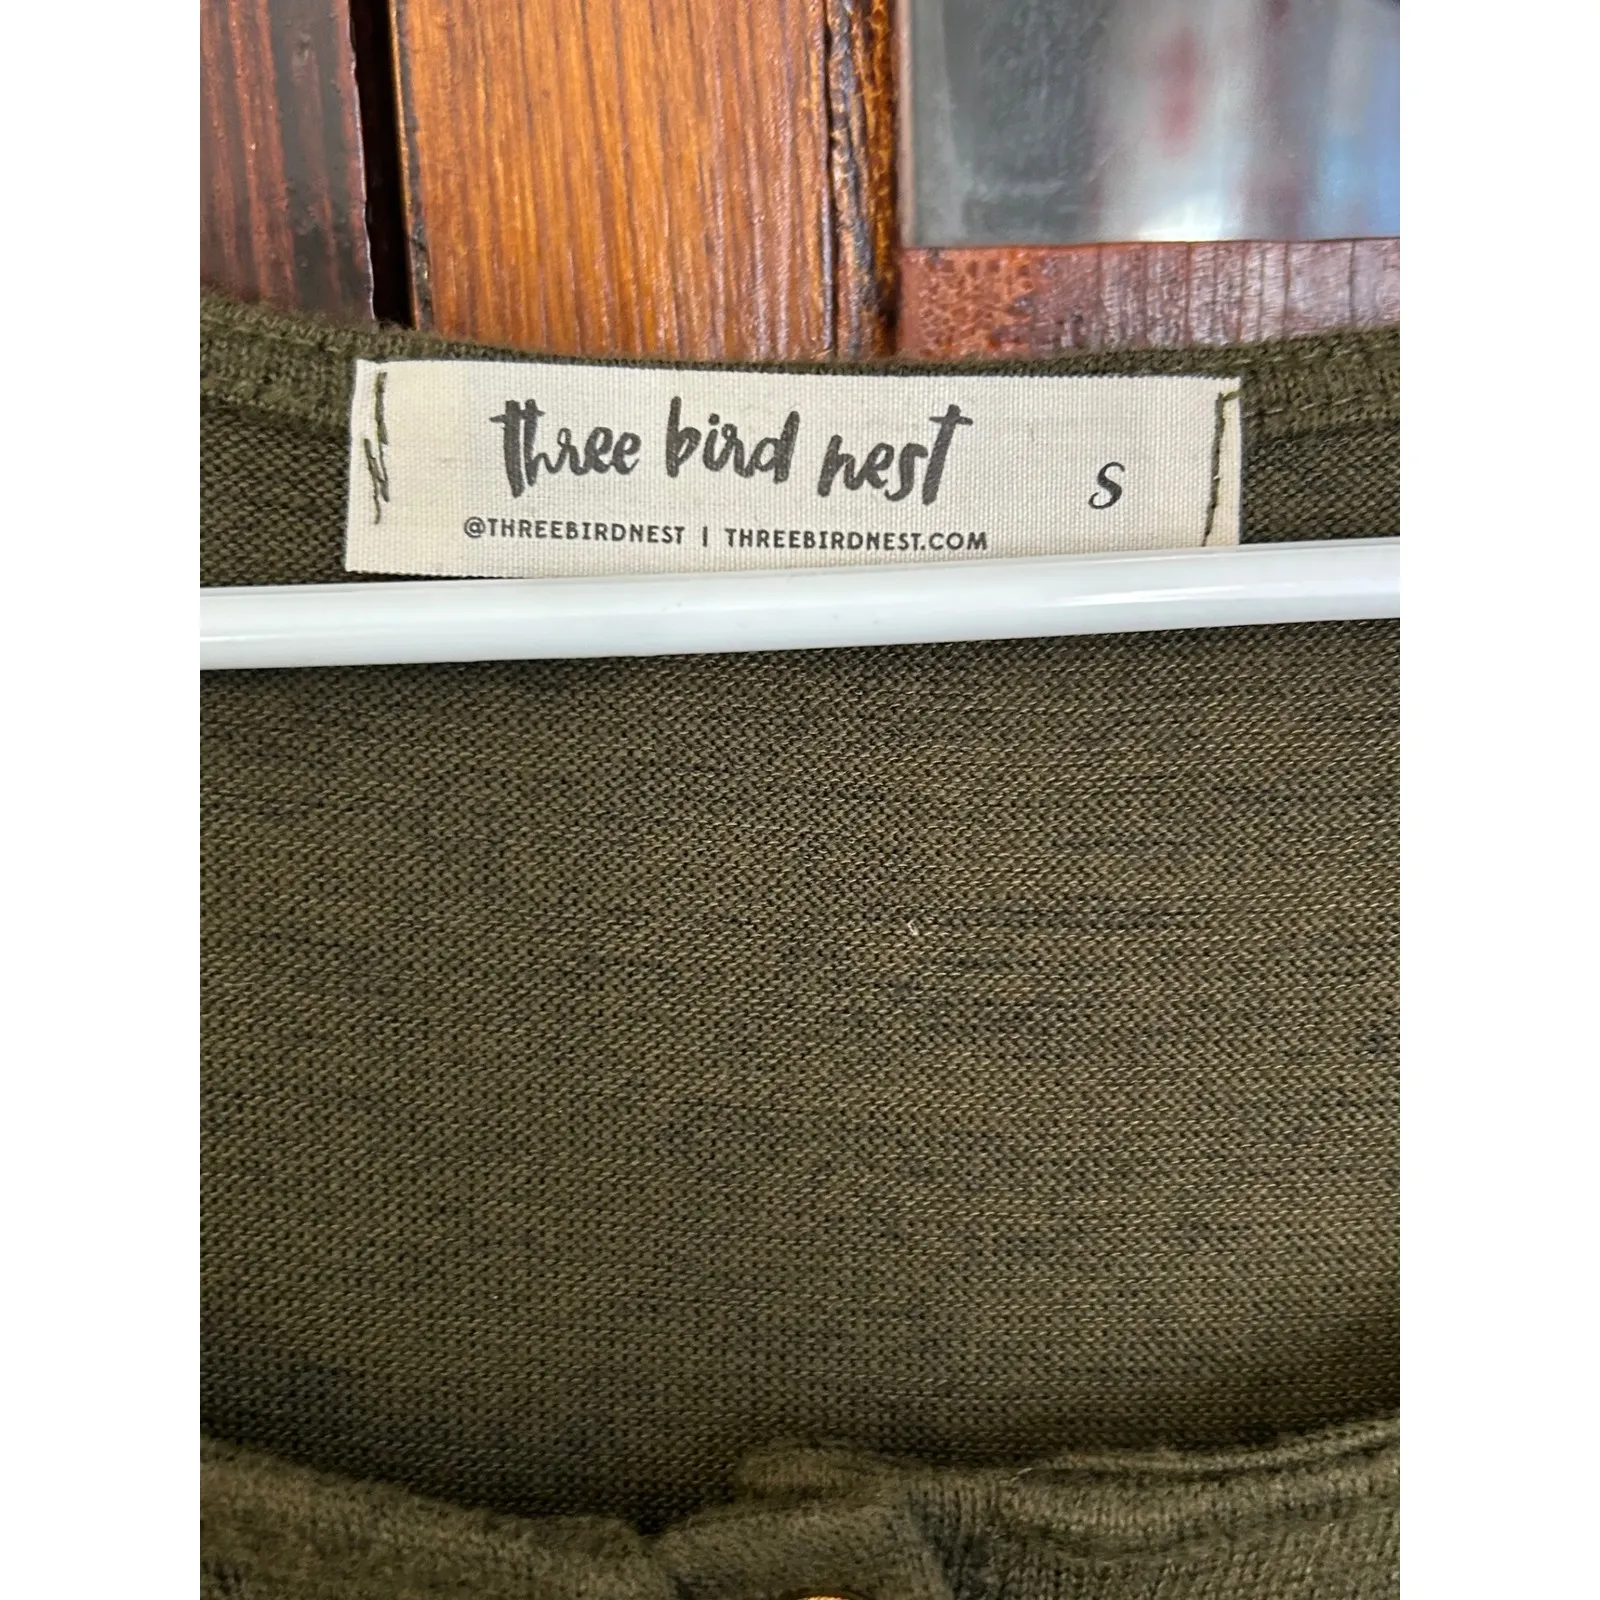 three bird nest
S
@THREEBIRDNEST | THREEBIRDNEST.COM